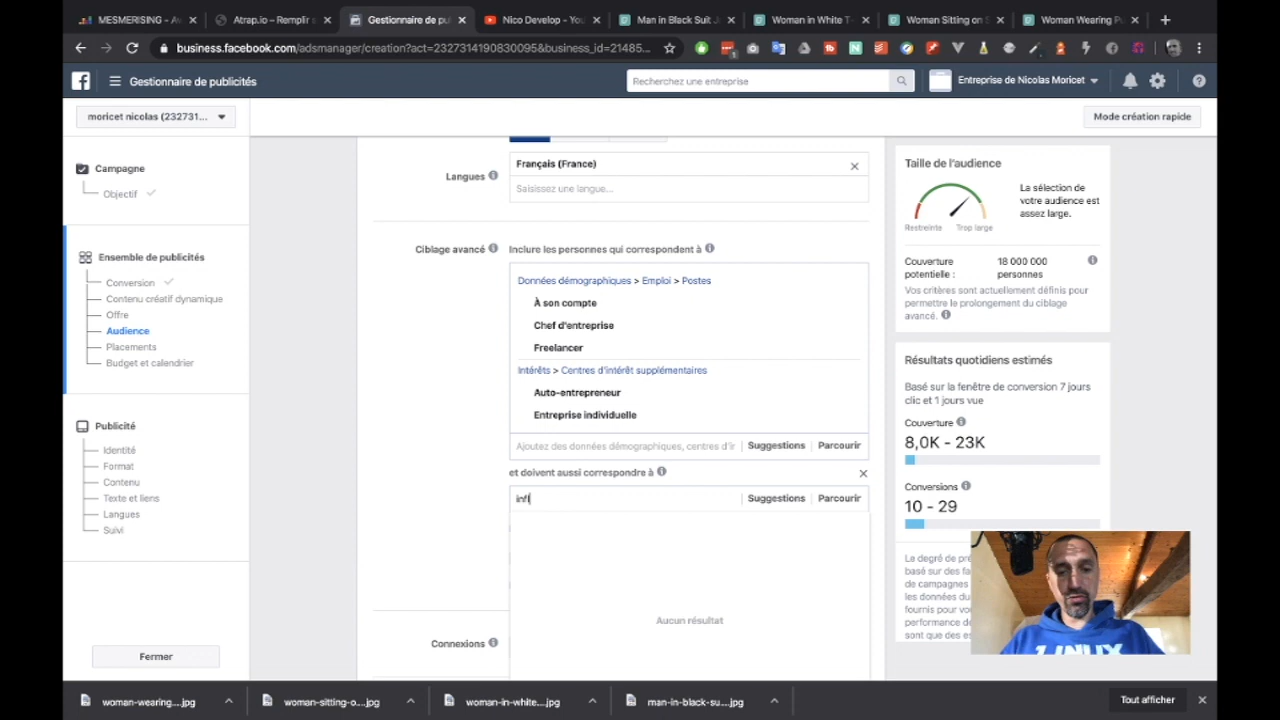 MESMERISING - Av
Atrap.io – Remplir s
Gestionnaire de pu
Nico Develop - You
Man in Black Suit Ja
Woman in White T-
Woman Sitting on S
Woman Wearing P
business.facebook.com/adsmanager/creation?act=2327314190830095&business_id=21485...
Gestionnaire de publicités
Recherchez une entreprise
Entreprise de Nicolas Moricet
moricet nicolas (232731...
Mode création rapide
Campagne
Objectif
Ensemble de publicités
Conversion
Contenu créatif dynamique
Offre
Audience
Placements
Budget et calendrier
Publicité
Identité
Format
Contenu
Texte et liens
Langues
Suivi
Fermer
Langues
Français (France)
Saisissez une langue...
Ciblage avancé
Inclure les personnes qui correspondent à
Données démographiques > Emploi > Postes
À son compte
Chef d'entreprise
Freelancer
Intérêts > Centres d'intérêt supplémentaires
Auto-entrepreneur
Entreprise individuelle
Ajoutez des données démographiques, centres d'ir
Suggestions
Parcourir
et doivent aussi correspondre à
Suggestions
Parcourir
Aucun résultat
Connexions
Taille de l'audience
Restreinte
Trop large
La sélection de
votre audience est
assez large.
Couverture
potentielle :
18 000 000
personnes
Vos critères sont actuellement définis pour
permettre le prolongement du ciblage
avancé.
Résultats quotidiens estimés
Basé sur la fenêtre de conversion 7 jours
clic et 1 jours vue
Couverture
8,0K - 23K
Conversions
10 - 29
Le degré de pré
basé sur des fa
de campagnes
les données du
fournis pour vo
performance de
sont que des es
LINUX
woman-wearing....jpg
woman-sitting-o....jpg
woman-in-white....jpg
man-in-black-su....jpg
Tout afficher